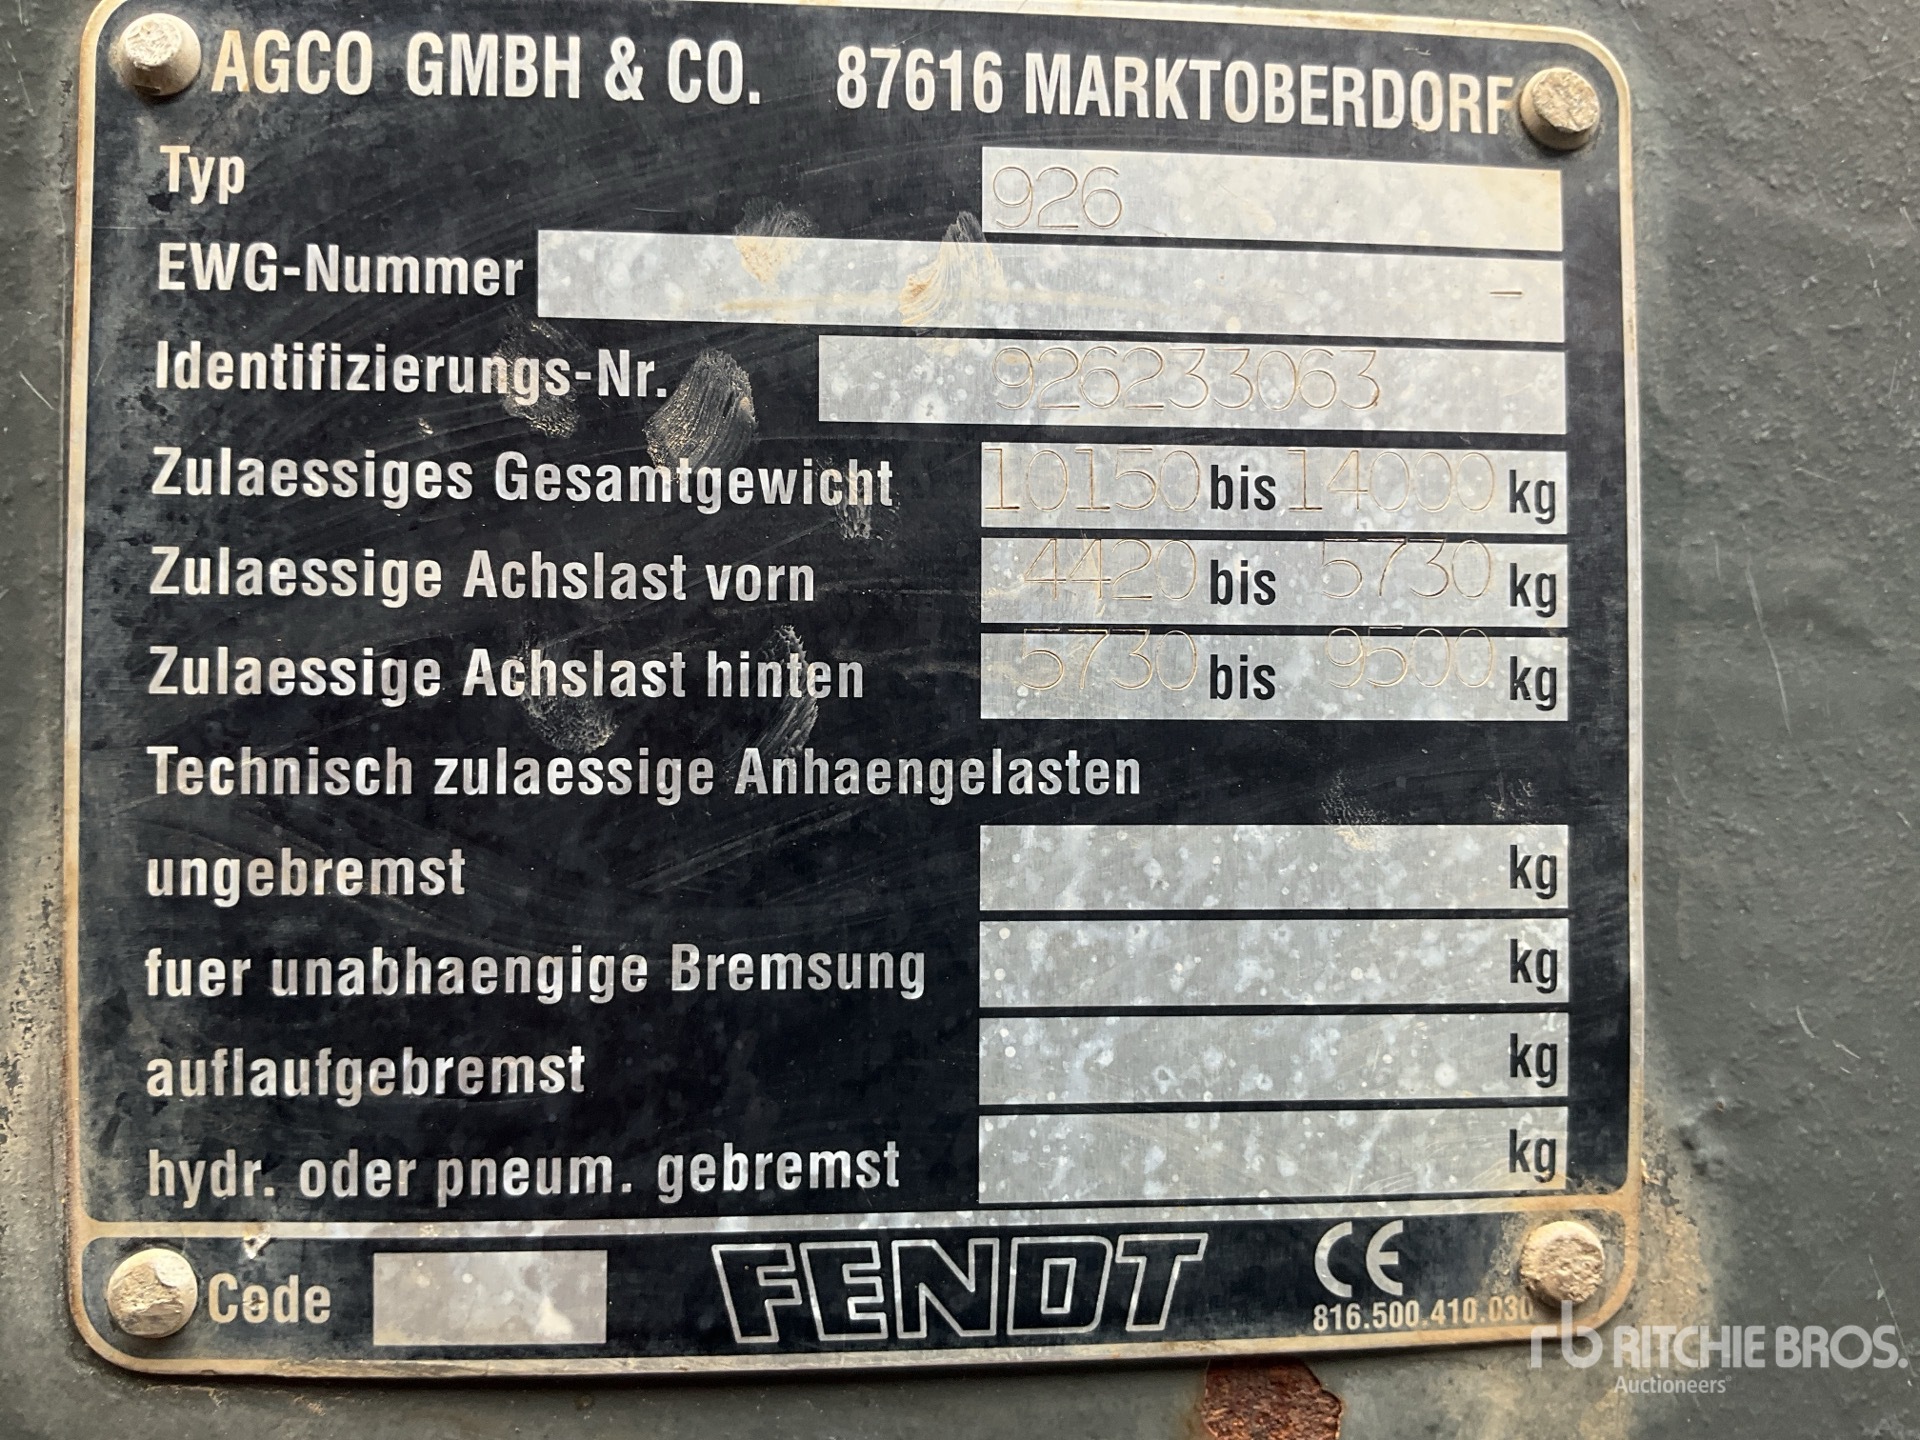 AGCO GMBH & CO. 87616 MARKTOBERDORF
Typ 926
EWG-Nummer –
Identifizierungs-Nr. 926233063
Zulaessiges Gesamtgewicht 10150 bis 14000 kg
Zulaessige Achslast vorn 4420 bis 5730 kg
Zulaessige Achslast hinten 5730 bis 9500 kg
Technisch zulaessige Anhaengelasten
ungebremst kg
fuer unabhaengige Bremsung kg
auflaufgebremst kg
hydr. oder pneum. gebremst kg
Code FENDT CE
816.500.410.030
rb RITCHIE BROS.
Auctioneers